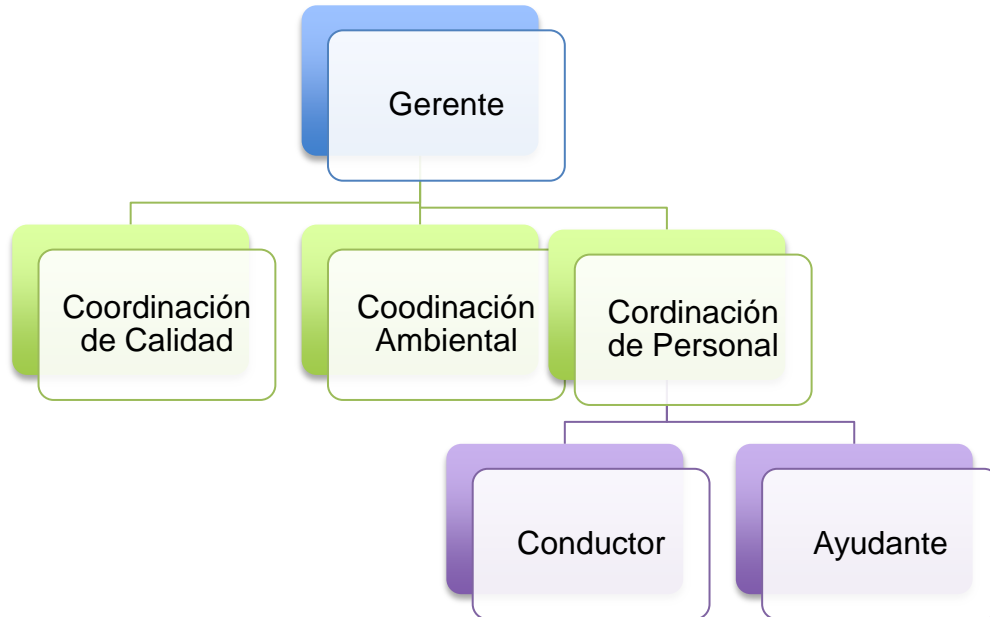 Gerente
Coordinación
de Calidad
Coodinación
Ambiental
Cordinación
de Personal
Conductor
Ayudante